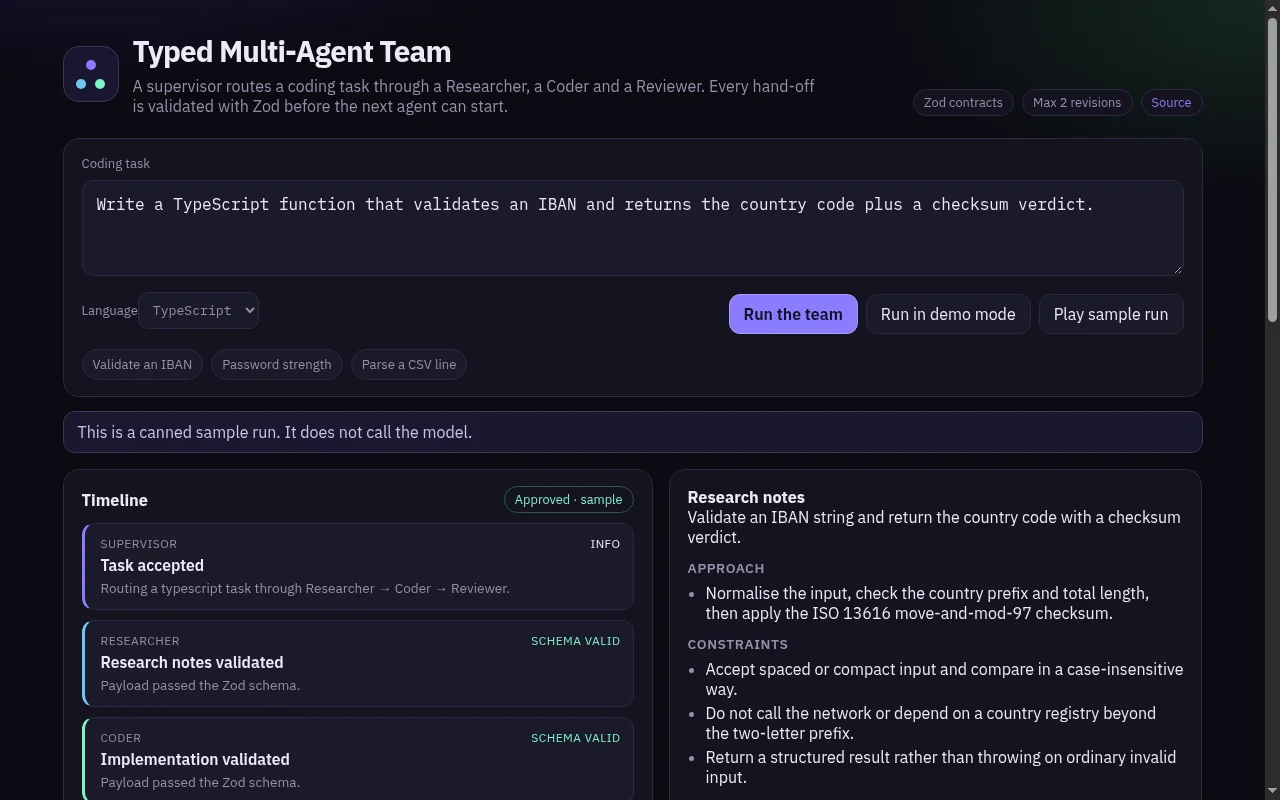 Typed Multi-Agent Team
A supervisor routes a coding task through a Researcher, a Coder and a Reviewer. Every hand-off
is validated with Zod before the next agent can start.
Zod contracts
Max 2 revisions
Source
Coding task
Write a TypeScript function that validates an IBAN and returns the country code plus a checksum verdict.
Language
TypeScript
Run the team
Run in demo mode
Play sample run
Validate an IBAN
Password strength
Parse a CSV line
This is a canned sample run. It does not call the model.
Timeline
Approved · sample
SUPERVISOR
INFO
Task accepted
Routing a typescript task through Researcher → Coder → Reviewer.
RESEARCHER
SCHEMA VALID
Research notes validated
Payload passed the Zod schema.
CODER
SCHEMA VALID
Implementation validated
Payload passed the Zod schema.
Research notes
Validate an IBAN string and return the country code with a checksum
verdict.
APPROACH
Normalise the input, check the country prefix and total length,
then apply the ISO 13616 move-and-mod-97 checksum.
CONSTRAINTS
Accept spaced or compact input and compare in a case-insensitive
way.
Do not call the network or depend on a country registry beyond
the two-letter prefix.
Return a structured result rather than throwing on ordinary invalid
input.